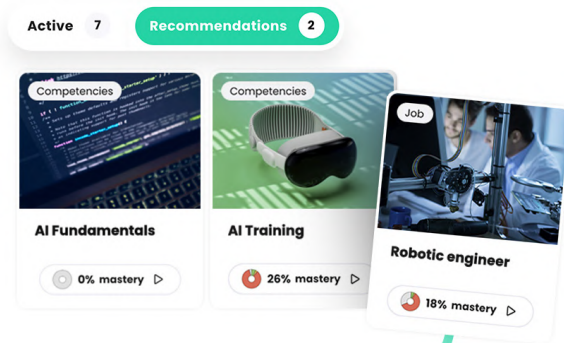 Active 7
Recommendations 2
Competencies
AI Fundamentals
0% mastery
Competencies
AI Training
26% mastery
Job
Robotic engineer
18% mastery